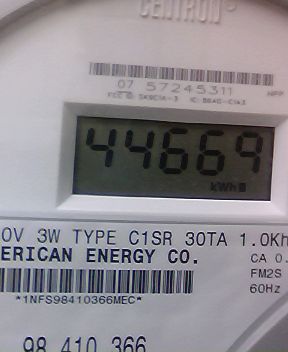 CENTRON
07 57245311
44669
kWh
0V 3W TYPE C1SR 30TA 1.0Kh
ERICAN ENERGY CO.
CA 0.
FM2S
60Hz
*1NFS98410366MEC*
98 410 366